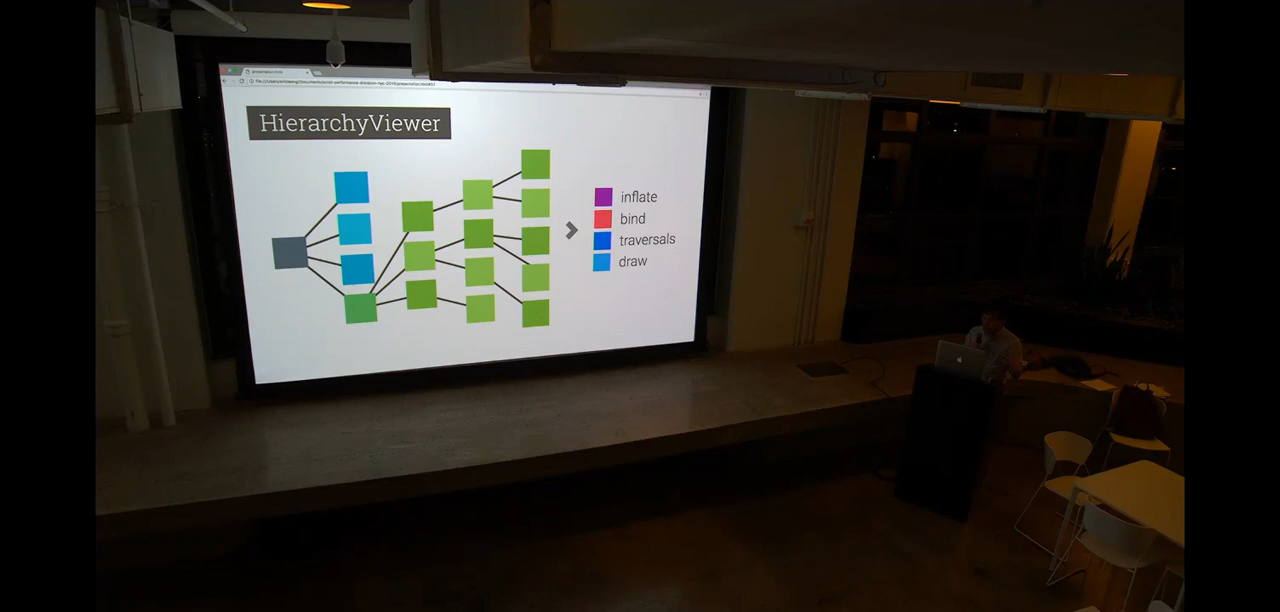 HierarchyViewer
inflate
bind
traversals
draw